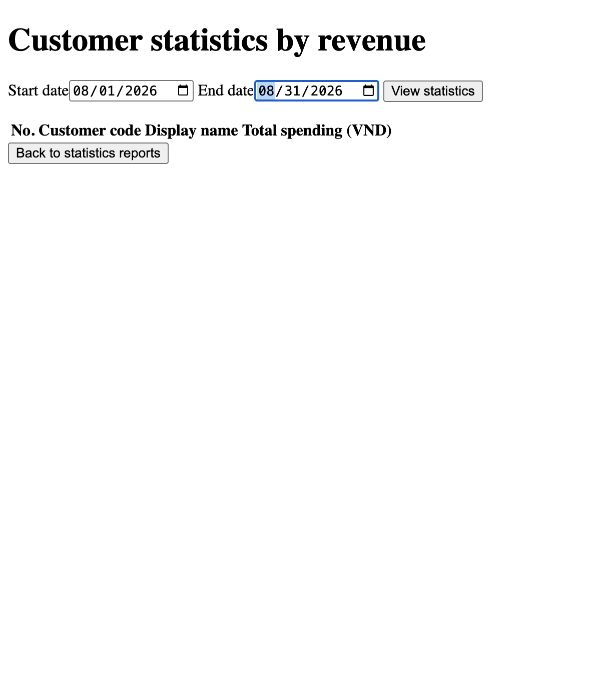 Customer statistics by revenue
Start date 08/01/2026 End date 08/31/2026 View statistics
No. Customer code Display name Total spending (VND)
Back to statistics reports